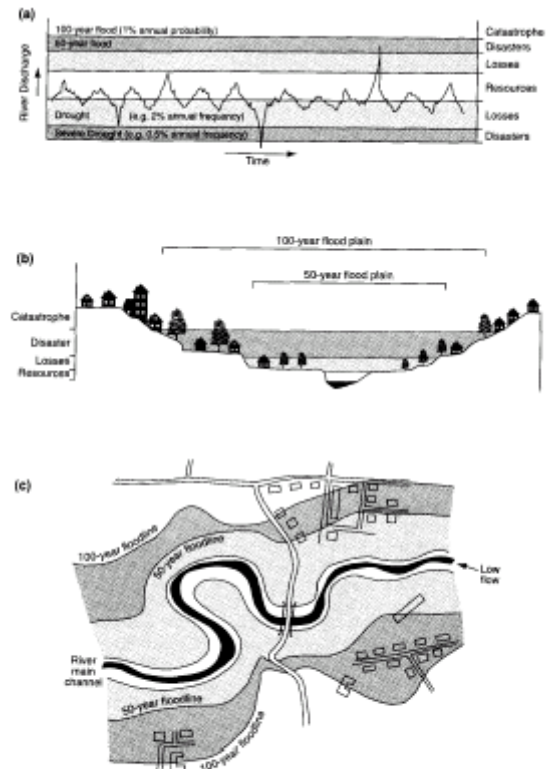 (a)
100-year flood (1% annual probability)
50-year flood
Catastrophe
Disasters
Losses
Resources
Losses
Disasters
River Discharge
Drought (e.g. 2% annual frequency)
Severe Drought (e.g. 0.5% annual frequency)
Time
(b)
100-year flood plain
50-year flood plain
Catastrophe
Disaster
Losses
Resources
(c)
100-year floodline
50-year floodline
Low
flow
River
main
channel
50-year floodline
100-year floodline